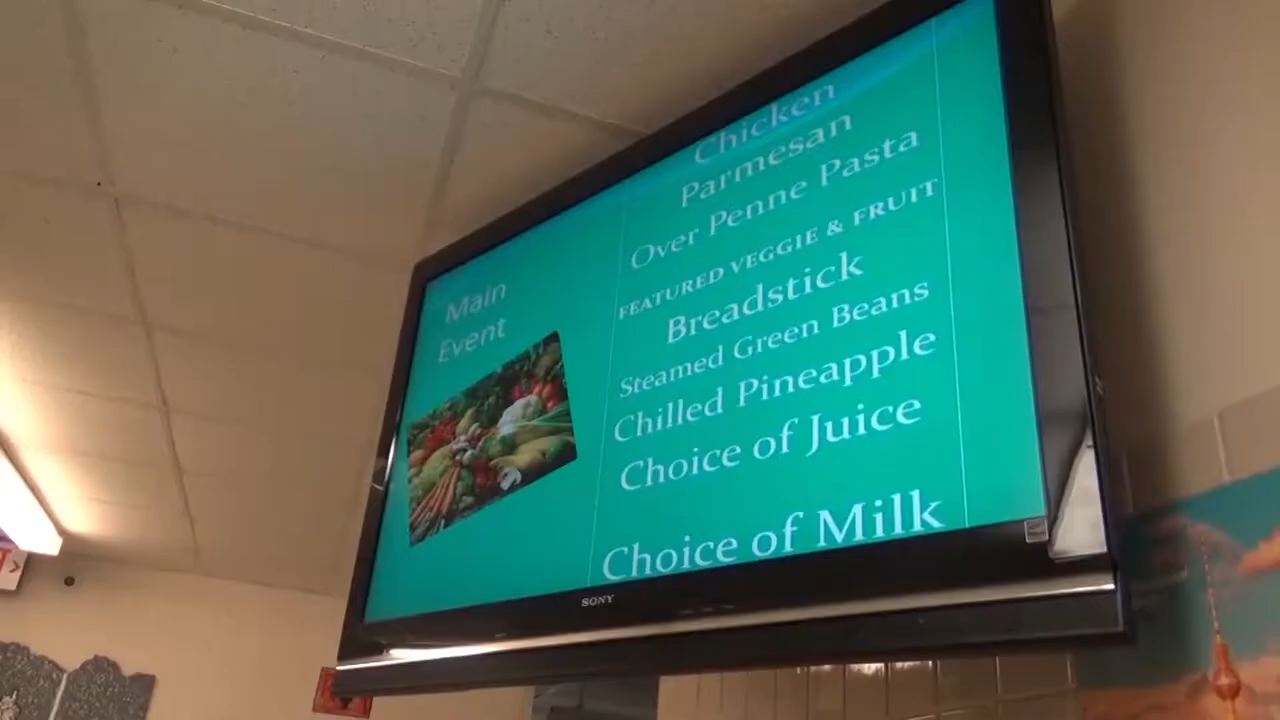 Main
Event
Chicken
Parmesan
Over Penne Pasta
FEATURED VEGGIE & FRUIT
Breadstick
Steamed Green Beans
Chilled Pineapple
Choice of Juice
Choice of Milk
SONY